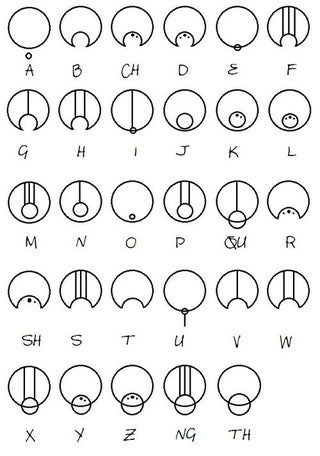 A B CH D E F
G H I J K L
M N O P QU R
SH S T U V W
X Y Z NG TH